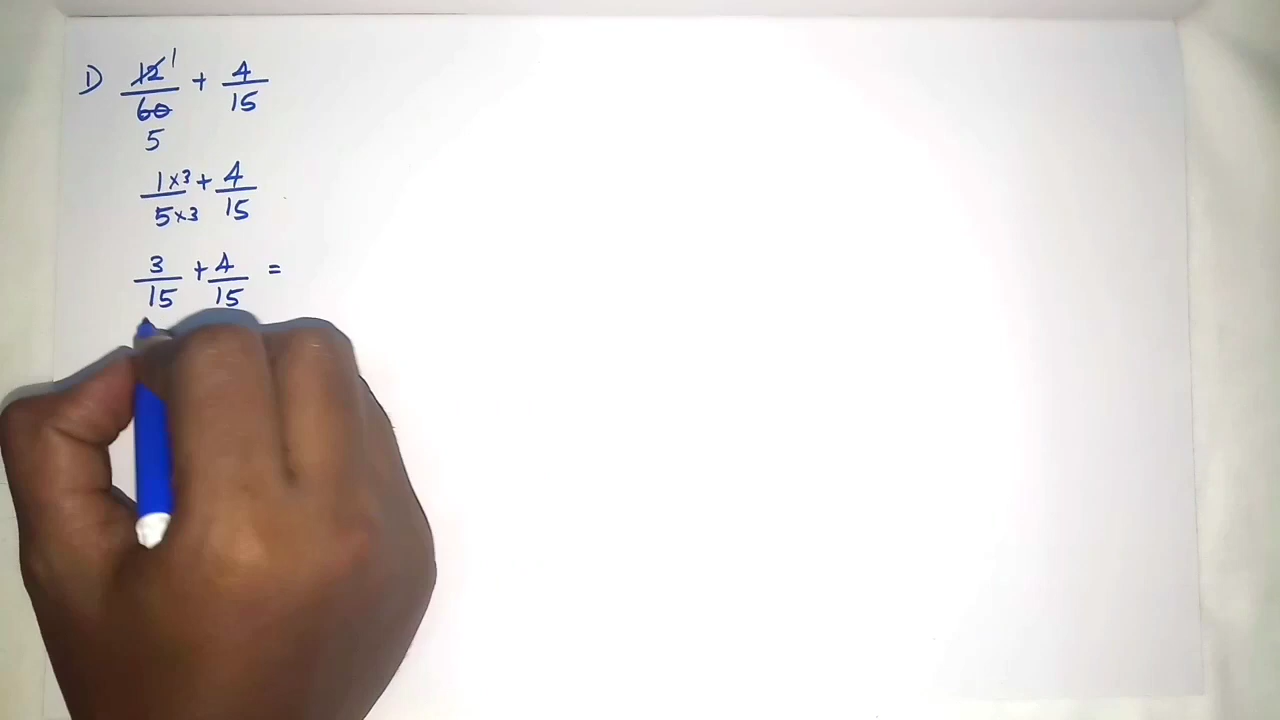 1) 12/60 1/5 + 4/15
1×3/5×3 + 4/15
3/15 + 4/15 =